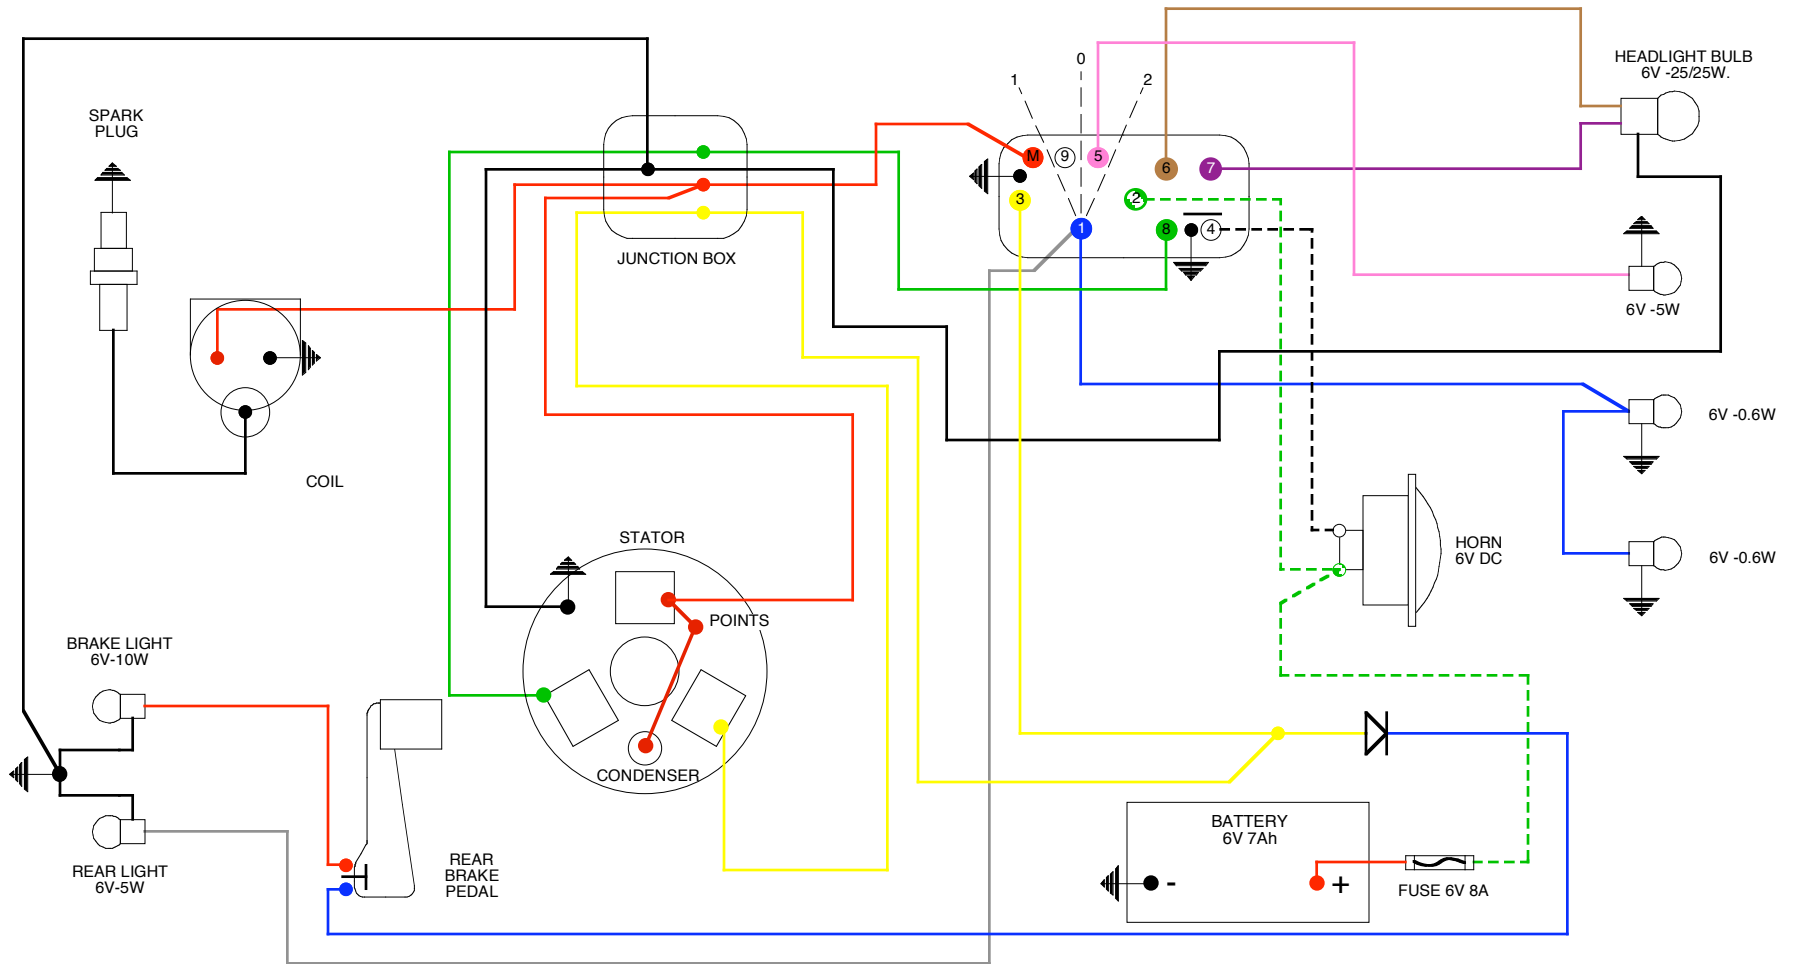 HEADLIGHT BULB
6V -25/25W.
0
1
2
SPARK
PLUG
M
9
5
6
7
3
2
1
8
4
JUNCTION BOX
6V -5W
6V -0.6W
COIL
STATOR
HORN
6V DC
6V -0.6W
POINTS
BRAKE LIGHT
6V-10W
CONDENSER
BATTERY
6V 7Ah
REAR LIGHT
6V-5W
REAR
BRAKE
PEDAL
- +
FUSE 6V 8A